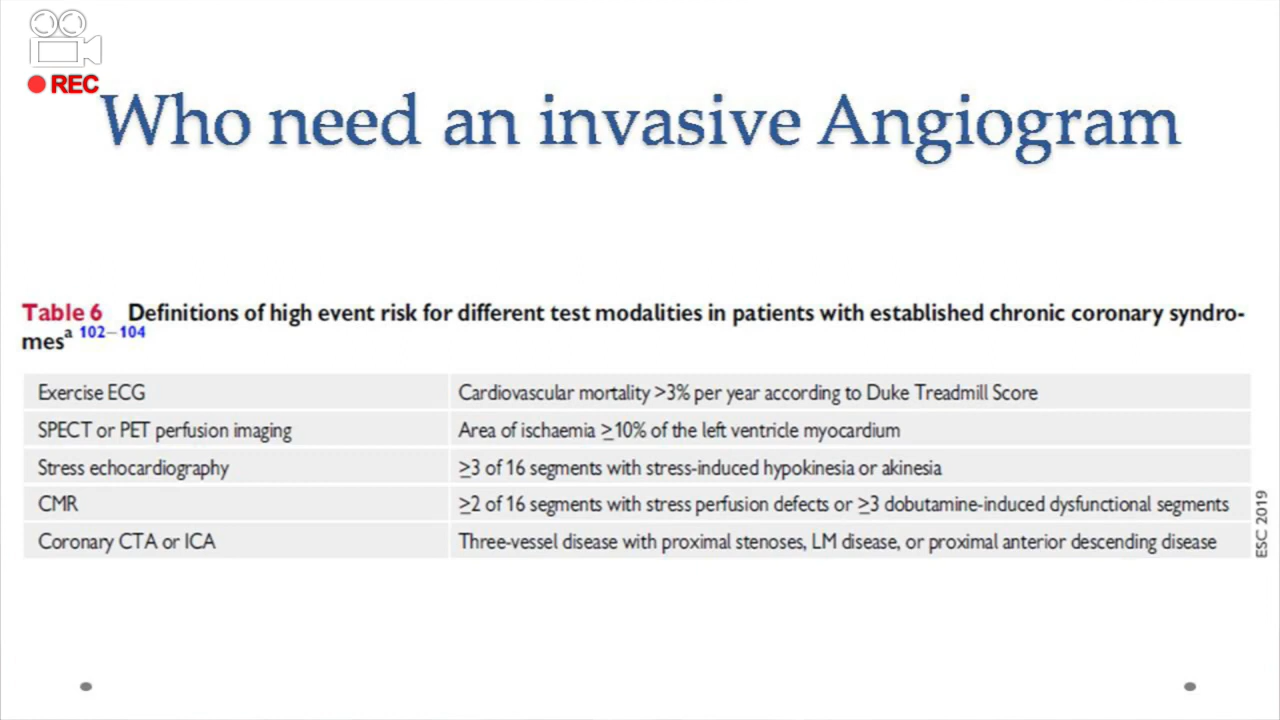 REC
Who need an invasive Angiogram
Table 6 Definitions of high event risk for different test modalities in patients with established chronic coronary syndro-
mesᵃ 102–104
Exercise ECG Cardiovascular mortality >3% per year according to Duke Treadmill Score
SPECT or PET perfusion imaging Area of ischaemia ≥10% of the left ventricle myocardium
Stress echocardiography ≥3 of 16 segments with stress-induced hypokinesia or akinesia
CMR ≥2 of 16 segments with stress perfusion defects or ≥3 dobutamine-induced dysfunctional segments
Coronary CTA or ICA Three-vessel disease with proximal stenoses, LM disease, or proximal anterior descending disease
ESC 2019